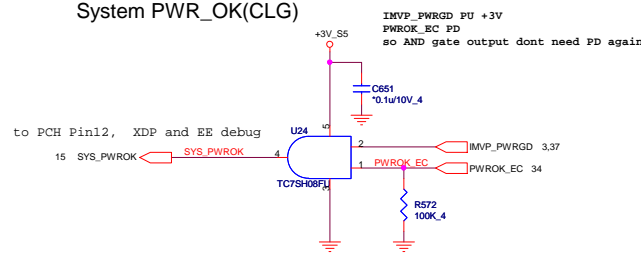 System PWR_OK(CLG)
IMVP_PWRGD PU +3V
PWROK_EC PD
so AND gate output dont need PD again
+3V_S5
C651
*0.1u/10V_4
to PCH Pin12, XDP and EE debug
U24
5
15 SYS_PWROK
SYS_PWROK
4
2
IMVP_PWRGD 3,37
1
PWROK_EC
PWROK_EC 34
TC7SH08FU
3
R572
100K_4